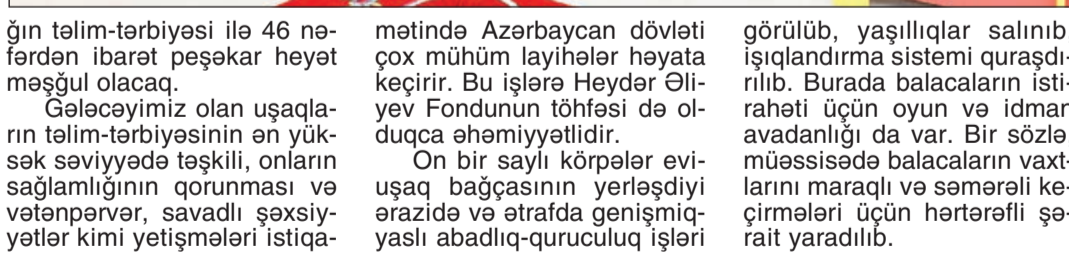 ğın təlim-tərbiyəsi ilə 46 nə-
fərdən ibarət peşəkar heyət
məşğul olacaq.
Gələcəyimiz olan uşaqla-
rın təlim-tərbiyəsinin ən yük-
sək səviyyədə təşkili, onların
sağlamlığının qorunması və
vətənpərvər, savadlı şəxsiy-
yətlər kimi yetişmələri istiqa-
mətində Azərbaycan dövləti
çox mühüm layihələr həyata
keçirir. Bu işlərə Heydər Əli-
yev Fondunun töhfəsi də ol-
duqca əhəmiyyətlidir.
On bir saylı körpələr evi-
uşaq bağçasının yerləşdiyi
ərazidə və ətrafda genişmiq-
yaslı abadlıq-quruculuq işləri
görülüb, yaşıllıqlar salınıb
işıqlandırma sistemi quraşdı-
rılıb. Burada balacaların isti-
rahəti üçün oyun və idman
avadanlığı da var. Bir sözlə
müəssisədə balacaların vaxt-
larını maraqlı və səmərəli ke-
çirmələri üçün hərtərəfli şə-
rait yaradılıb.